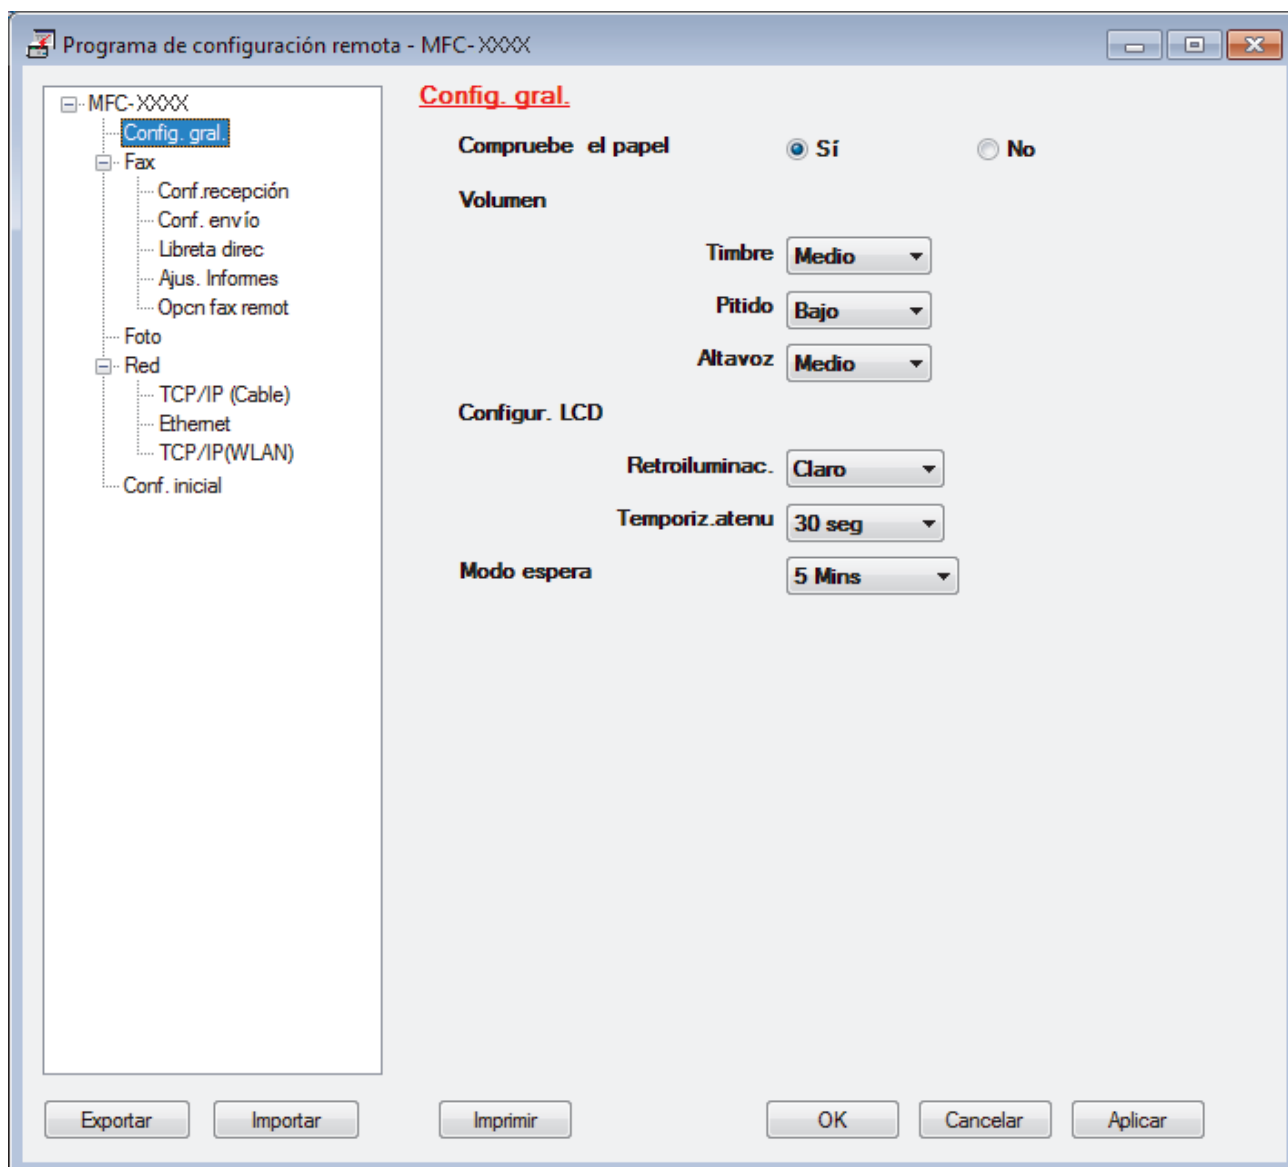 Programa de configuración remota - MFC-XXXX
MFC-XXXX
Config. gral.
Fax
Conf.recepción
Conf. envío
Libreta direc
Ajus. Informes
Opcn fax remot
Foto
Red
TCP/IP (Cable)
Ethernet
TCP/IP(WLAN)
Conf. inicial
Config. gral.
Compruebe el papel Sí No
Volumen
Timbre Medio
Pitido Bajo
Altavoz Medio
Configur. LCD
Retroiluminac. Claro
Temporiz.atenu 30 seg
Modo espera 5 Mins
Exportar Importar Imprimir OK Cancelar Aplicar